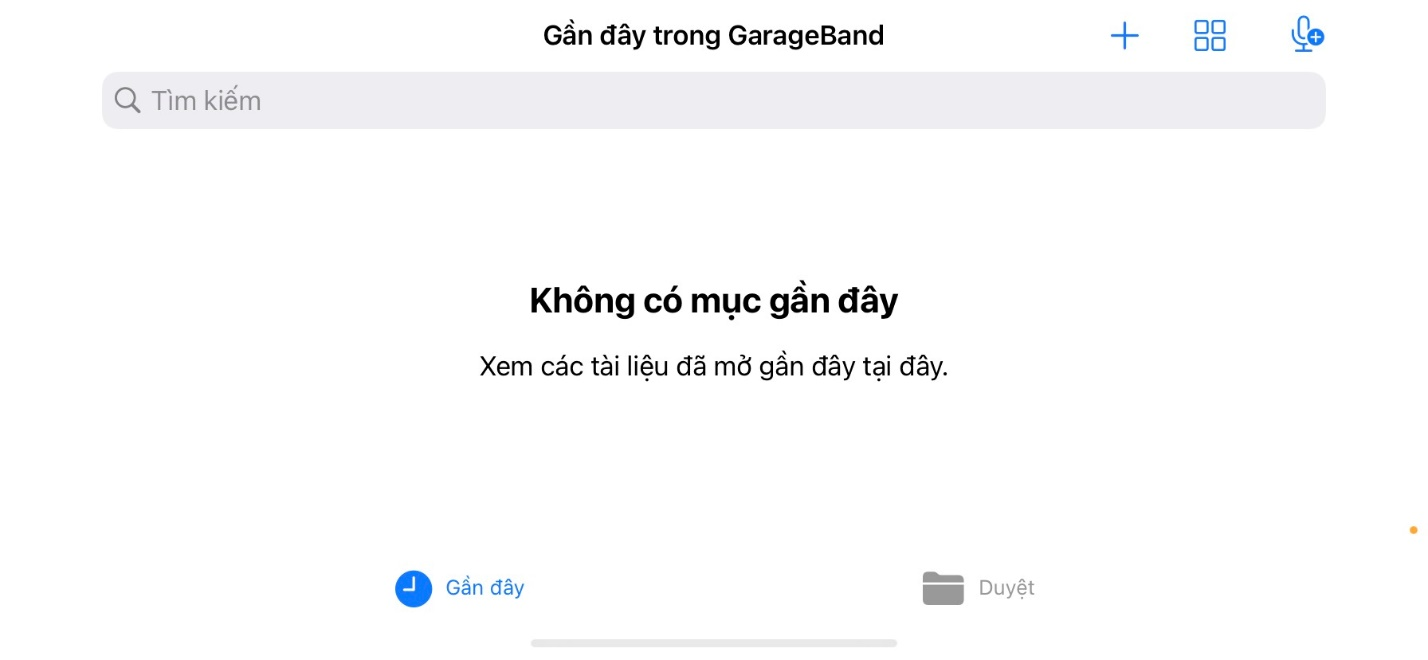 Gần đây trong GarageBand
Tìm kiếm
Không có mục gần đây
Xem các tài liệu đã mở gần đây tại đây.
Gần đây
Duyệt